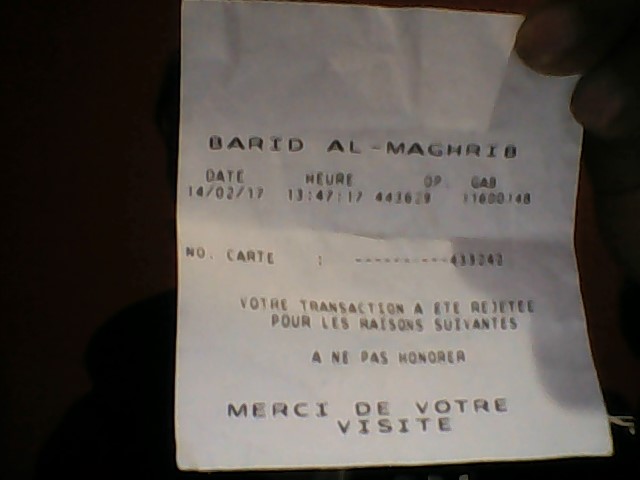 BARID AL-MAGHRIB
DATE HEURE OP. GAB
14/02/17 13:47:17 443629
NO. CARTE : ----------433242
VOTRE TRANSACTION A ETE REJETEE
POUR LES RAISONS SUIVANTES
A NE PAS HONORER
MERCI DE VOTRE
VISITE